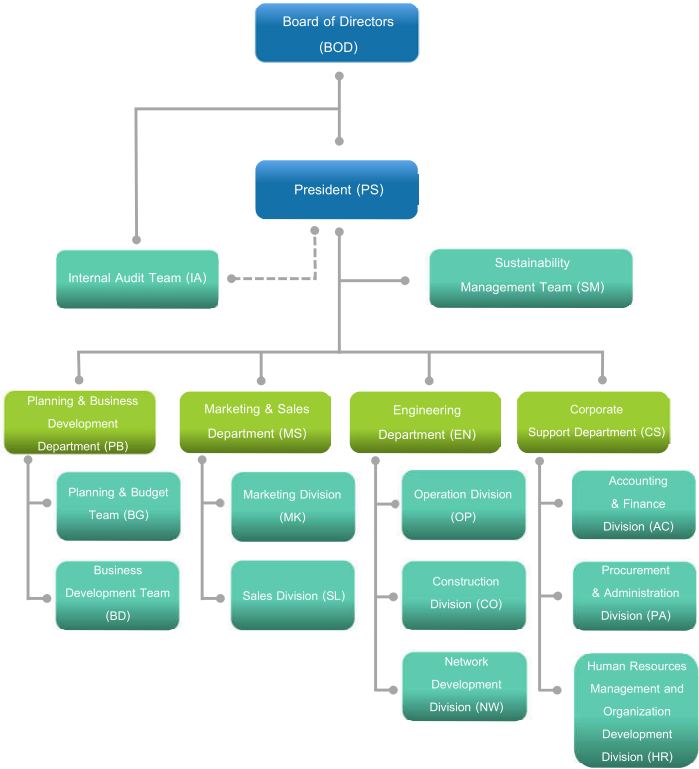 Board of Directors
(BOD)
President (PS)
Internal Audit Team (IA)
Sustainability
Management Team (SM)
Planning & Business
Development
Department (PB)
Marketing & Sales
Department (MS)
Engineering
Department (EN)
Corporate
Support Department (CS)
Planning & Budget
Team (BG)
Business
Development Team
(BD)
Marketing Division
(MK)
Sales Division (SL)
Operation Division
(OP)
Construction
Division (CO)
Network
Development
Division (NW)
Accounting
& Finance
Division (AC)
Procurement
& Administration
Division (PA)
Human Resources
Management and
Organization
Development
Division (HR)